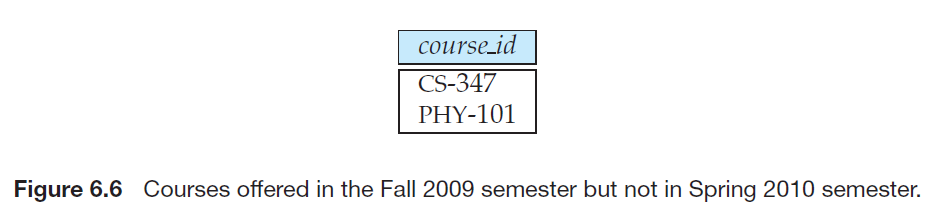 course_id
CS-347
PHY-101
Figure 6.6 Courses offered in the Fall 2009 semester but not in Spring 2010 semester.